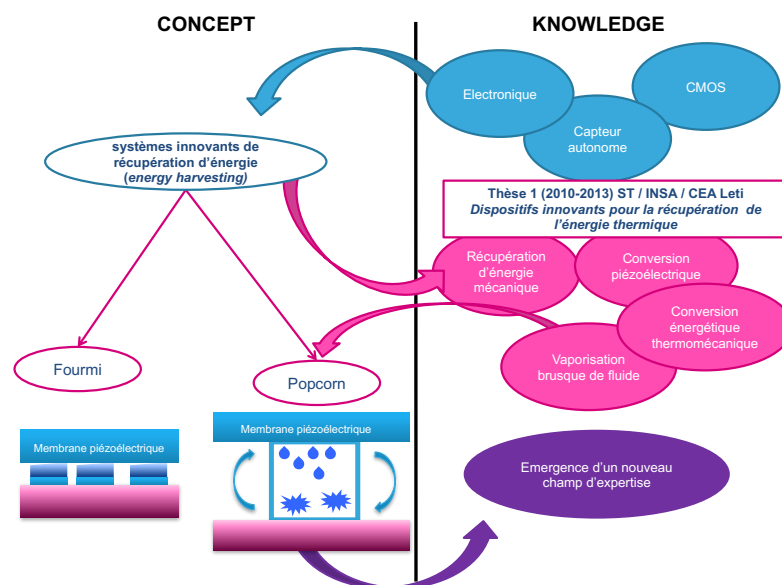 CONCEPT
KNOWLEDGE
Electronique
CMOS
Capteur
autonome
systèmes innovants de
récupération d'énergie
(energy harvesting)
Thèse 1 (2010-2013) ST / INSA / CEA Leti
Dispositifs innovants pour la récupération de
l'énergie thermique
Récupération
d'énergie
mécanique
Conversion
piézoélectrique
Conversion
énergétique
thermomécanique
Vaporisation
brusque de fluide
Fourmi
Popcorn
Membrane piézoélectrique
Membrane piézoélectrique
Emergence d'un nouveau
champ d'expertise